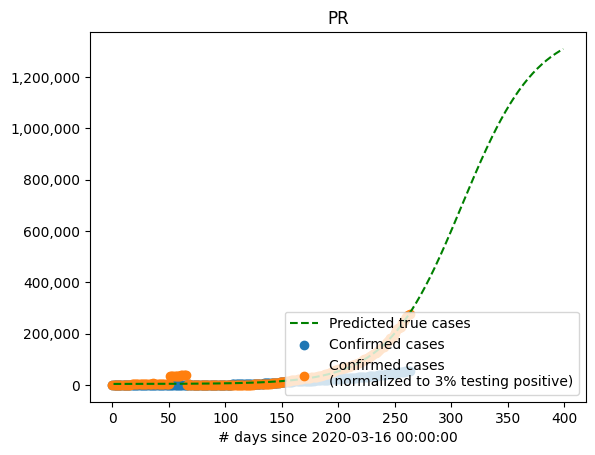 PR
1,200,000
1,000,000
800,000
600,000
400,000
200,000
0
Predicted true cases
Confirmed cases
Confirmed cases
(normalized to 3% testing positive)
0 50 100 150 200 250 300 350 400
# days since 2020-03-16 00:00:00